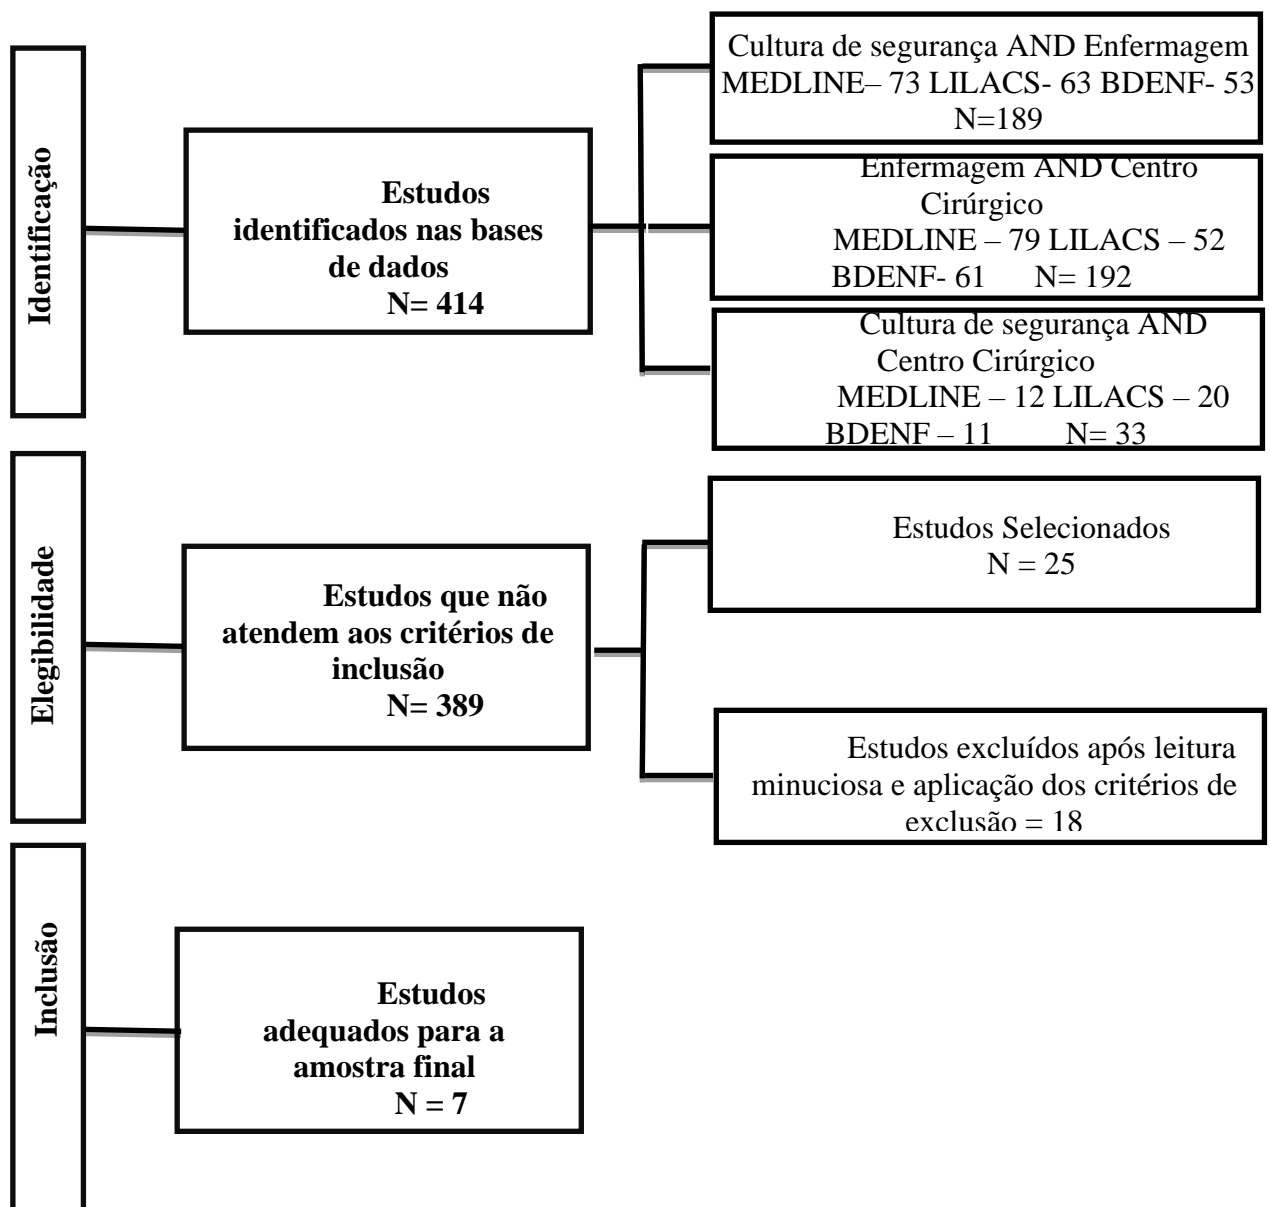 Identificação
Estudos
identificados nas bases
de dados
N= 414
Cultura de segurança AND Enfermagem
MEDLINE– 73 LILACS- 63 BDENF- 53
N=189
Enfermagem AND Centro
Cirúrgico
MEDLINE – 79 LILACS – 52
BDENF- 61 N= 192
Cultura de segurança AND
Centro Cirúrgico
MEDLINE – 12 LILACS – 20
BDENF – 11 N= 33
Elegibilidade
Estudos que não
atendem aos critérios de
inclusão
N= 389
Estudos Selecionados
N = 25
Estudos excluídos após leitura
minuciosa e aplicação dos critérios de
exclusão = 18
Inclusão
Estudos
adequados para a
amostra final
N = 7